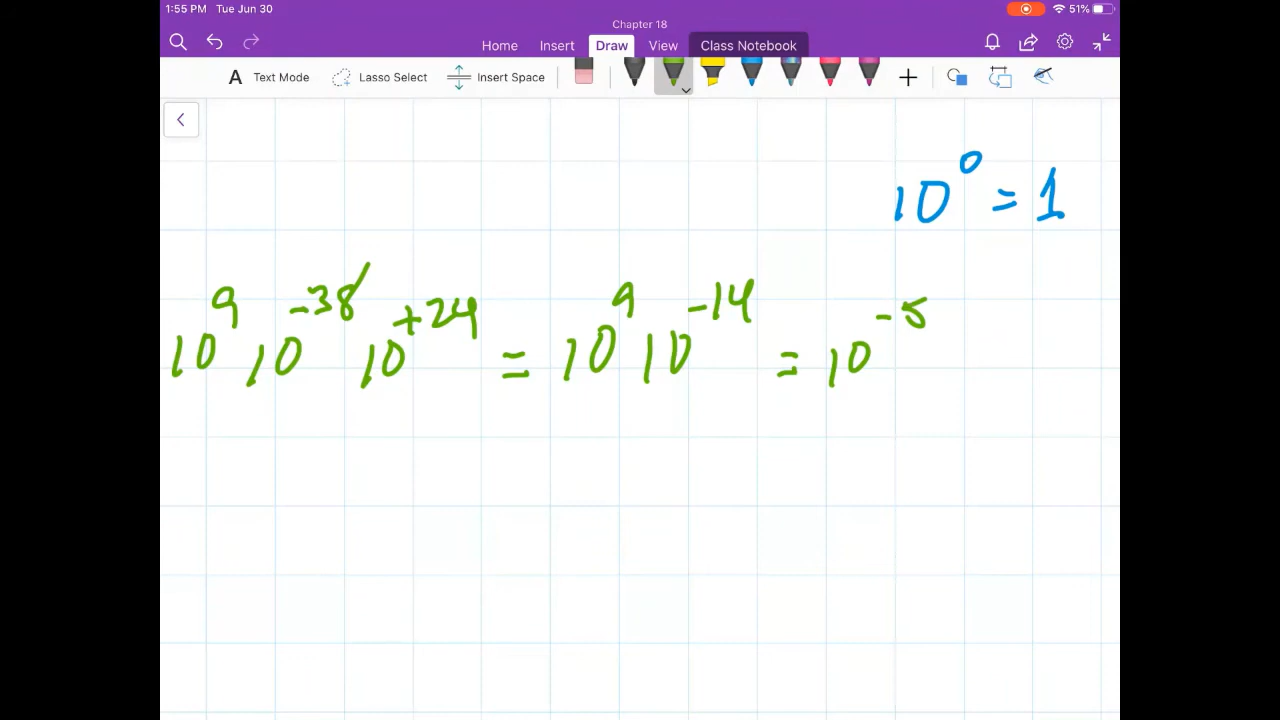 1:55 PM Tue Jun 30 51%
Chapter 18
Home Insert Draw View Class Notebook
A Text Mode Lasso Select Insert Space
10⁰ = 1
10⁹ 10⁻³⁸ 10⁺²⁴ = 10⁹ 10⁻¹⁴ = 10⁻⁵